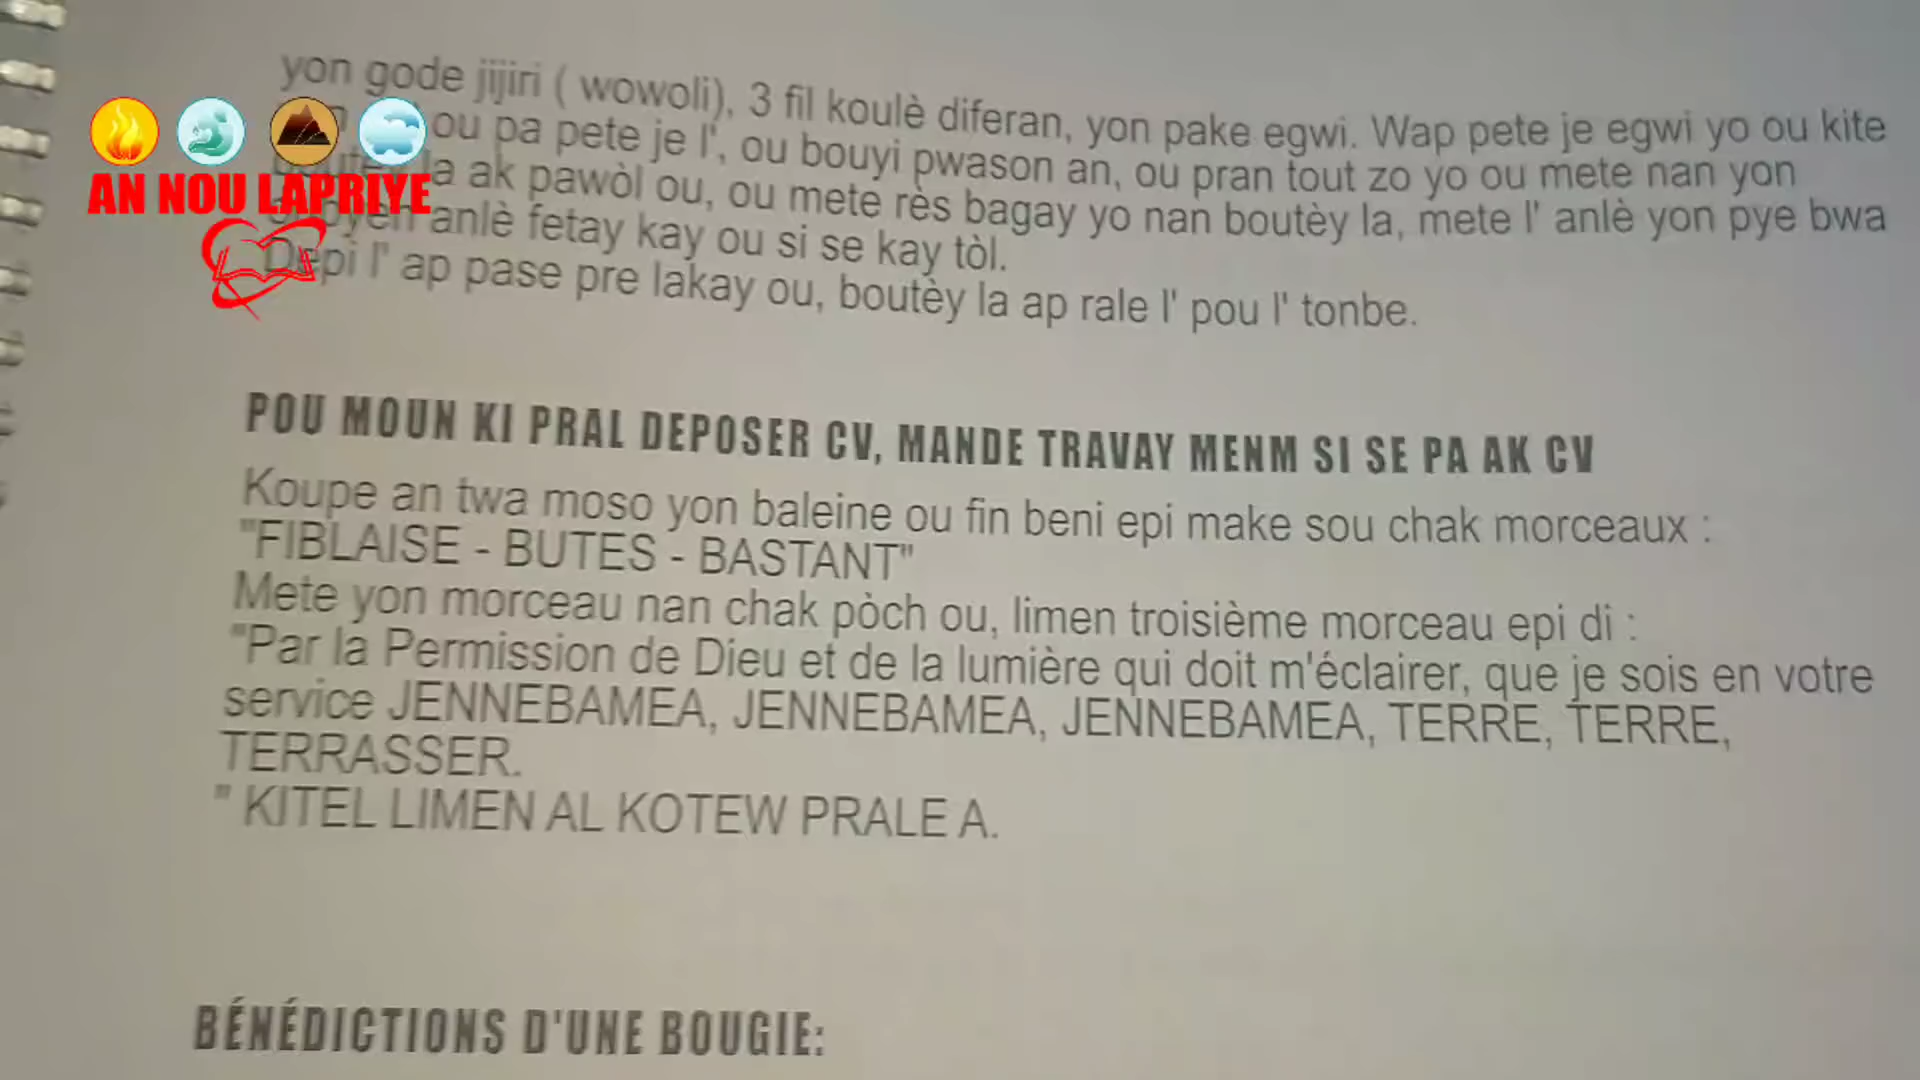 yon gode jijiri ( wowoli), 3 fil koulè diferan, yon pake egwi. Wap pete je egwi yo ou kite
ou pa pete je l', ou bouyi pwason an, ou pran tout zo yo ou mete nan yon
la ak pawòl ou, ou mete rès bagay yo nan boutèy la, mete l' anlè yon pye bwa
anlè fetay kay ou si se kay tòl.
Depi l' ap pase pre lakay ou, boutèy la ap rale l' pou l' tonbe.
AN NOU LAPRIYE
POU MOUN KI PRAL DEPOSER CV, MANDE TRAVAY MENM SI SE PA AK CV
Koupe an twa moso yon baleine ou fin beni epi make sou chak morceaux :
"FIBLAISE - BUTES - BASTANT"
Mete yon morceau nan chak pòch ou, limen troisième morceau epi di :
"Par la Permission de Dieu et de la lumière qui doit m'éclairer, que je sois en votre
service JENNEBAMEA, JENNEBAMEA, JENNEBAMEA, TERRE, TERRE,
TERRASSER.
" KITEL LIMEN AL KOTEW PRALE A.
BÉNÉDICTIONS D'UNE BOUGIE: